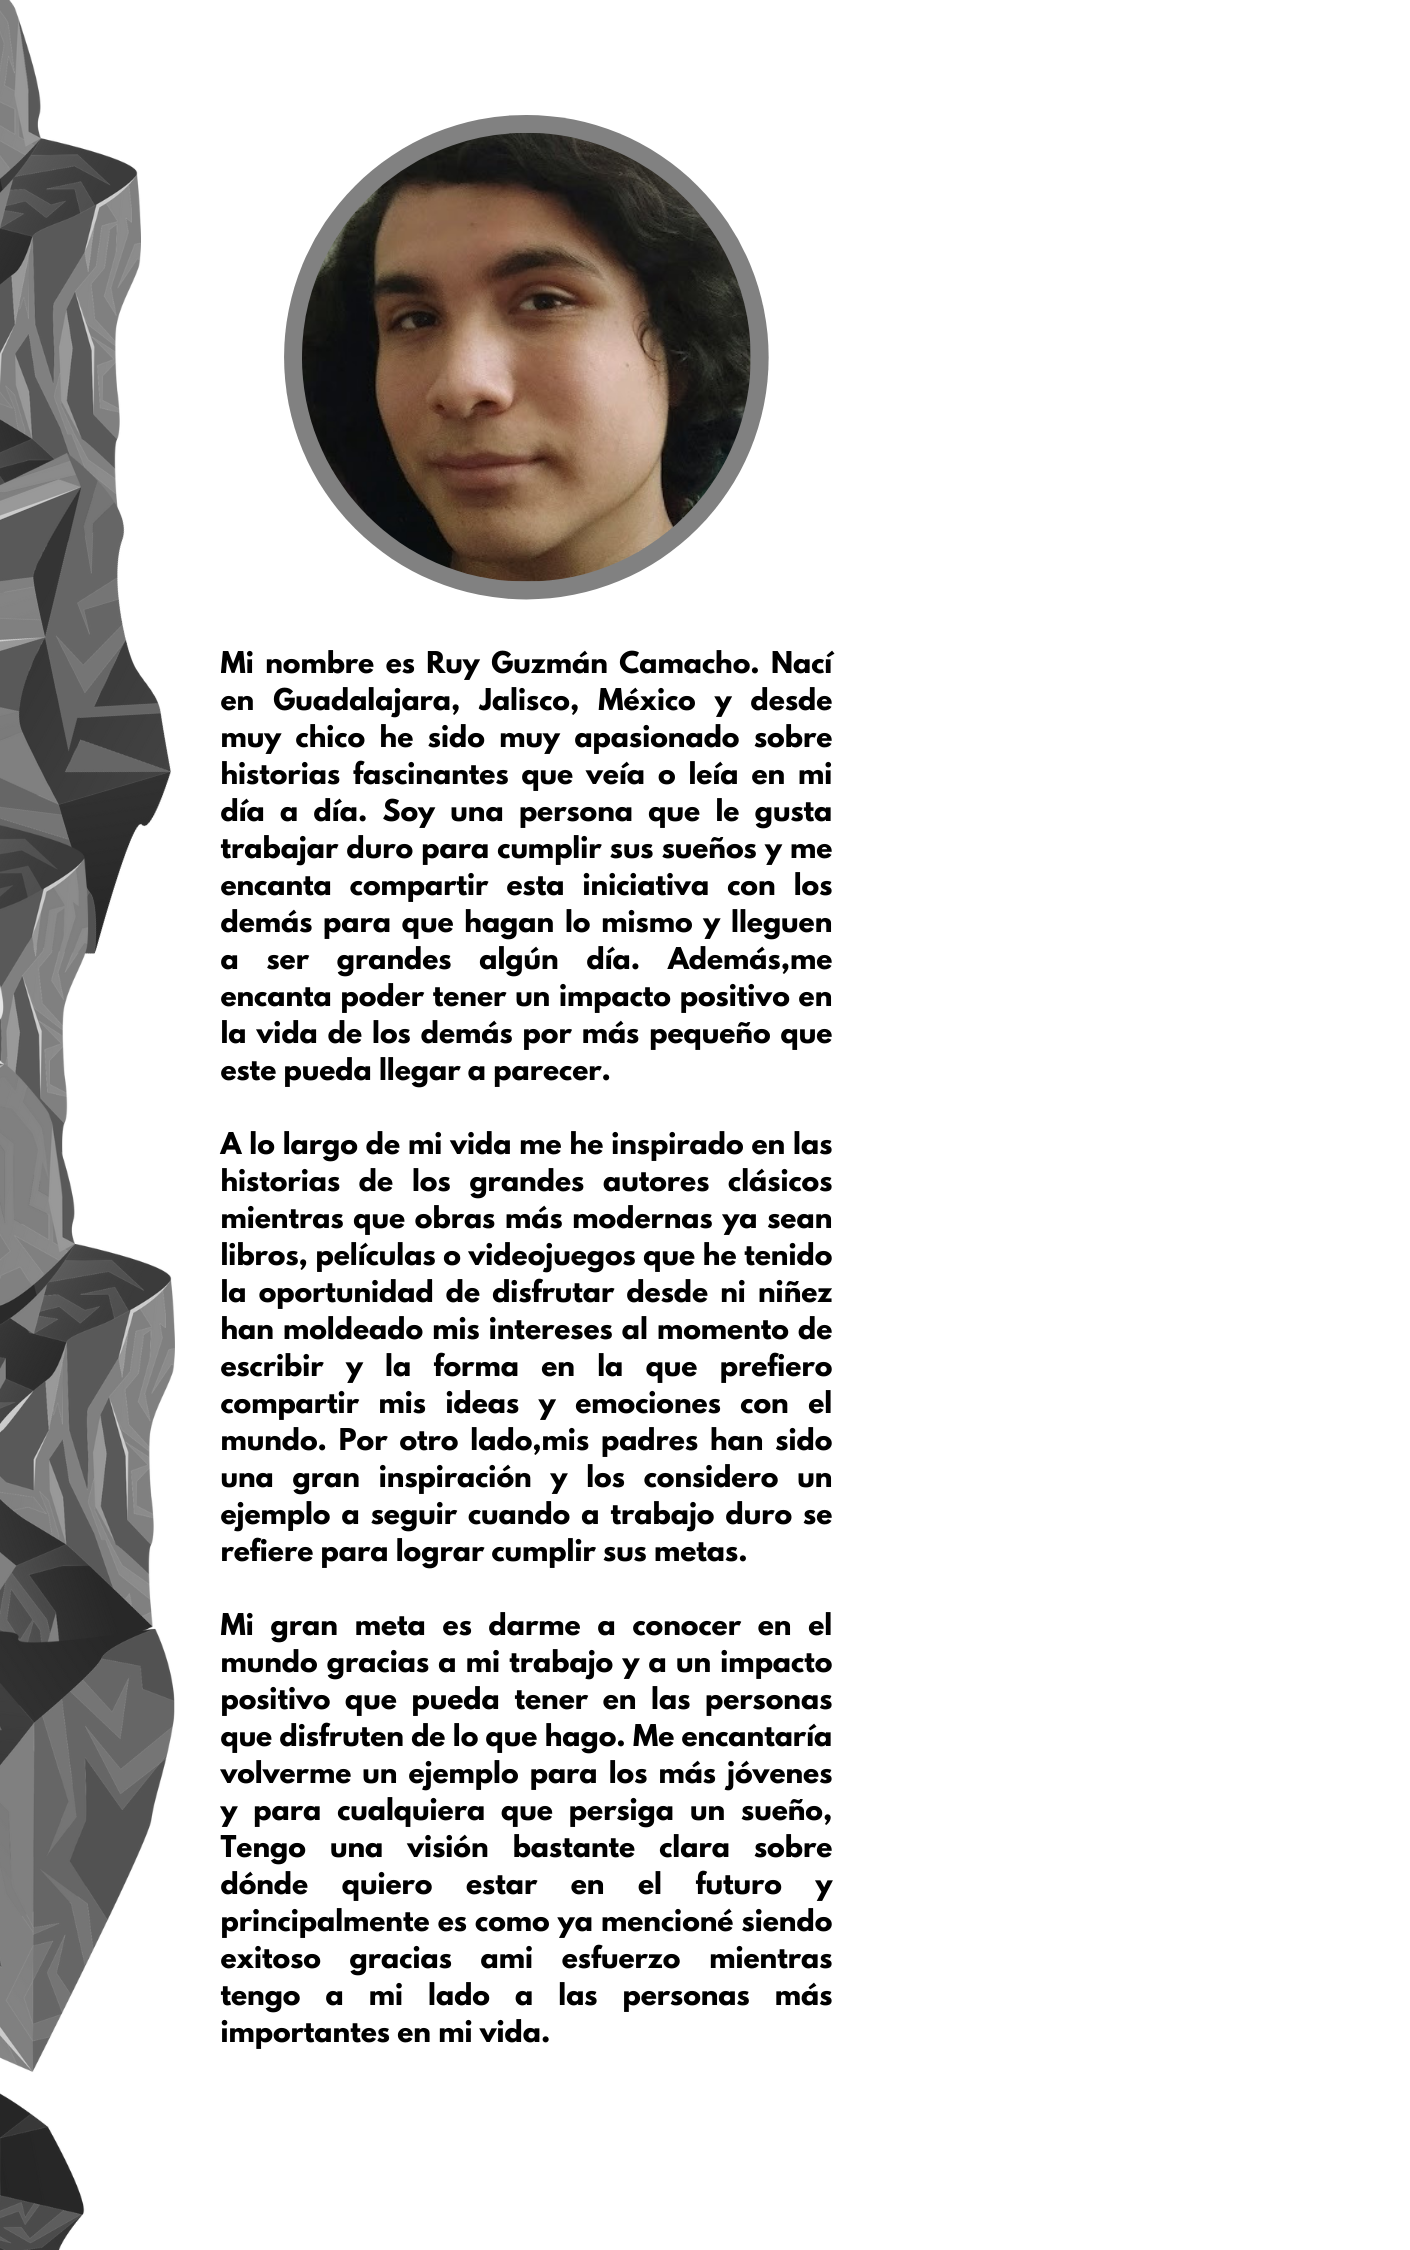 Mi nombre es Ruy Guzmán Camacho. Nací
en Guadalajara, Jalisco, México y desde
muy chico he sido muy apasionado sobre
historias fascinantes que veía o leía en mi
día a día. Soy una persona que le gusta
trabajar duro para cumplir sus sueños y me
encanta compartir esta iniciativa con los
demás para que hagan lo mismo y lleguen
a ser grandes algún día. Además,me
encanta poder tener un impacto positivo en
la vida de los demás por más pequeño que
este pueda llegar a parecer.
A lo largo de mi vida me he inspirado en las
historias de los grandes autores clásicos
mientras que obras más modernas ya sean
libros, películas o videojuegos que he tenido
la oportunidad de disfrutar desde ni niñez
han moldeado mis intereses al momento de
escribir y la forma en la que prefiero
compartir mis ideas y emociones con el
mundo. Por otro lado,mis padres han sido
una gran inspiración y los considero un
ejemplo a seguir cuando a trabajo duro se
refiere para lograr cumplir sus metas.
Mi gran meta es darme a conocer en el
mundo gracias a mi trabajo y a un impacto
positivo que pueda tener en las personas
que disfruten de lo que hago. Me encantaría
volverme un ejemplo para los más jóvenes
y para cualquiera que persiga un sueño,
Tengo una visión bastante clara sobre
dónde quiero estar en el futuro y
principalmente es como ya mencioné siendo
exitoso gracias ami esfuerzo mientras
tengo a mi lado a las personas más
importantes en mi vida.